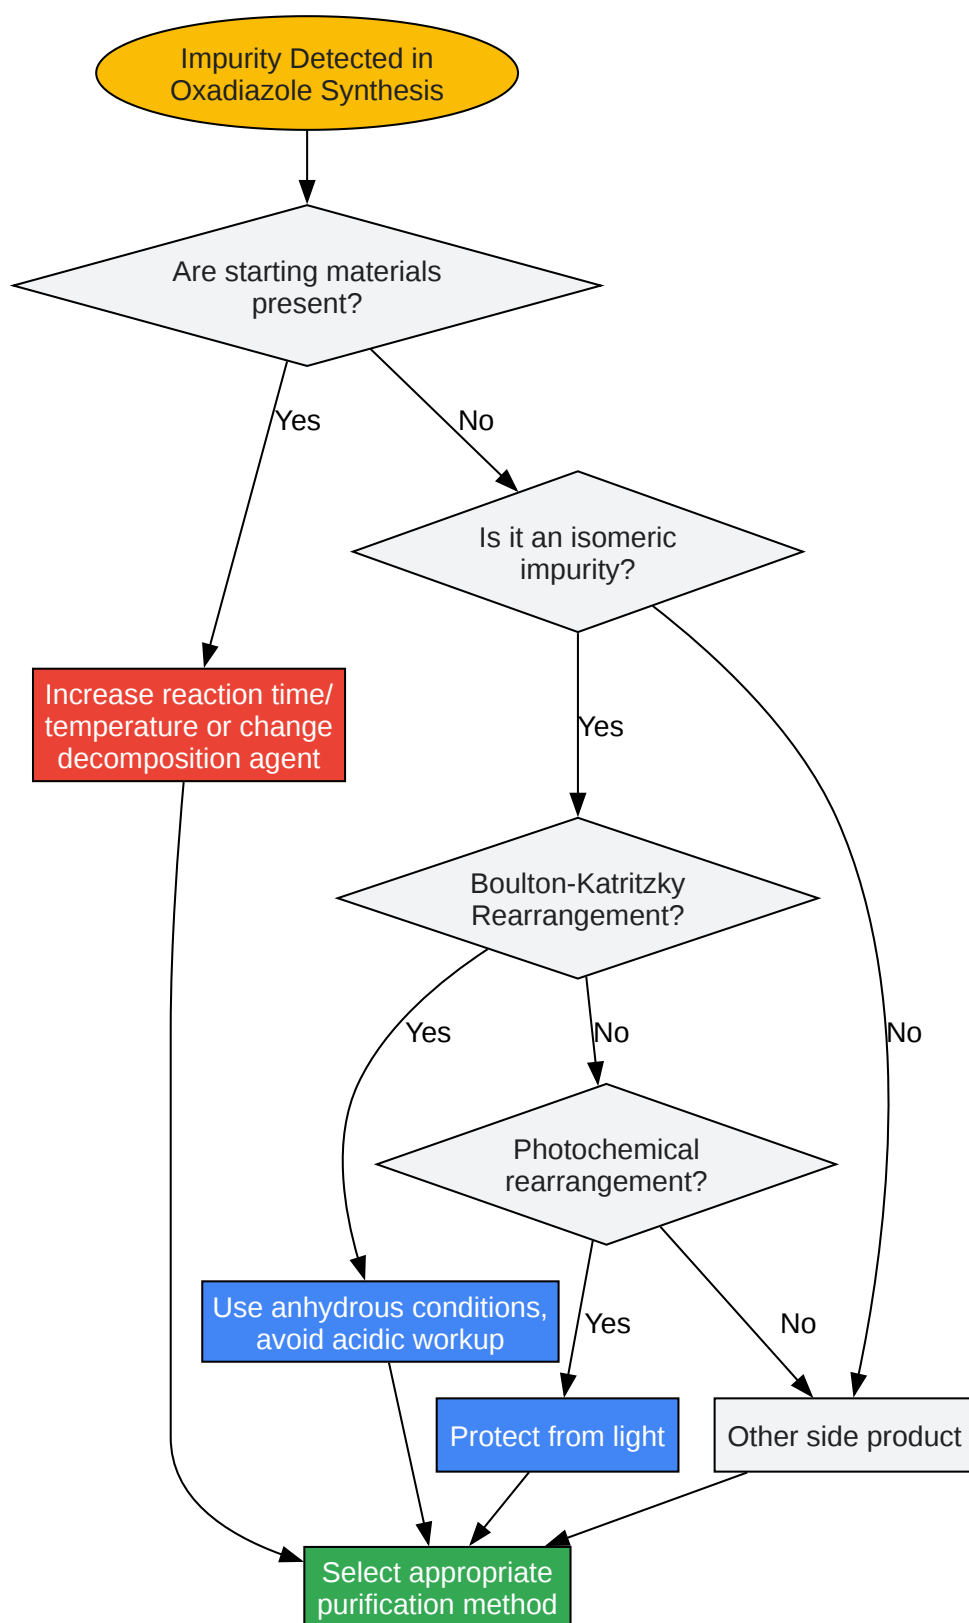 Impurity Detected in
Oxadiazole Synthesis
Are starting materials
present?
Yes
No
Is it an isomeric
impurity?
Increase reaction time/
temperature or change
decomposition agent
Yes
Boulton-Katritzky
Rearrangement?
Yes
No
No
Photochemical
rearrangement?
Use anhydrous conditions,
avoid acidic workup
Yes
No
Protect from light
Other side product
Select appropriate
purification method